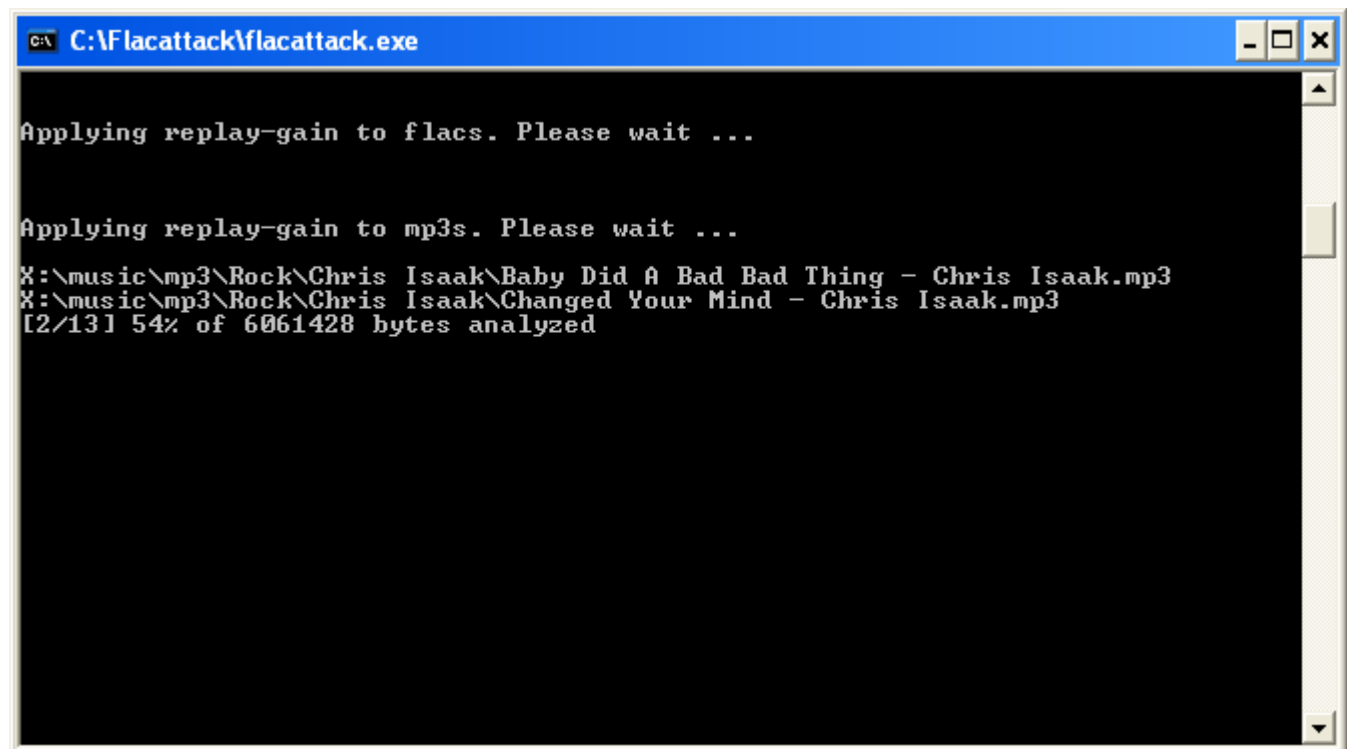 C:\Flacattack\flacattack.exe
Applying replay-gain to flacs. Please wait ...
Applying replay-gain to mp3s. Please wait ...
X:\music\mp3\Rock\Chris Isaak\Baby Did A Bad Bad Thing - Chris Isaak.mp3
X:\music\mp3\Rock\Chris Isaak\Changed Your Mind - Chris Isaak.mp3
[2/13] 54% of 6061428 bytes analyzed